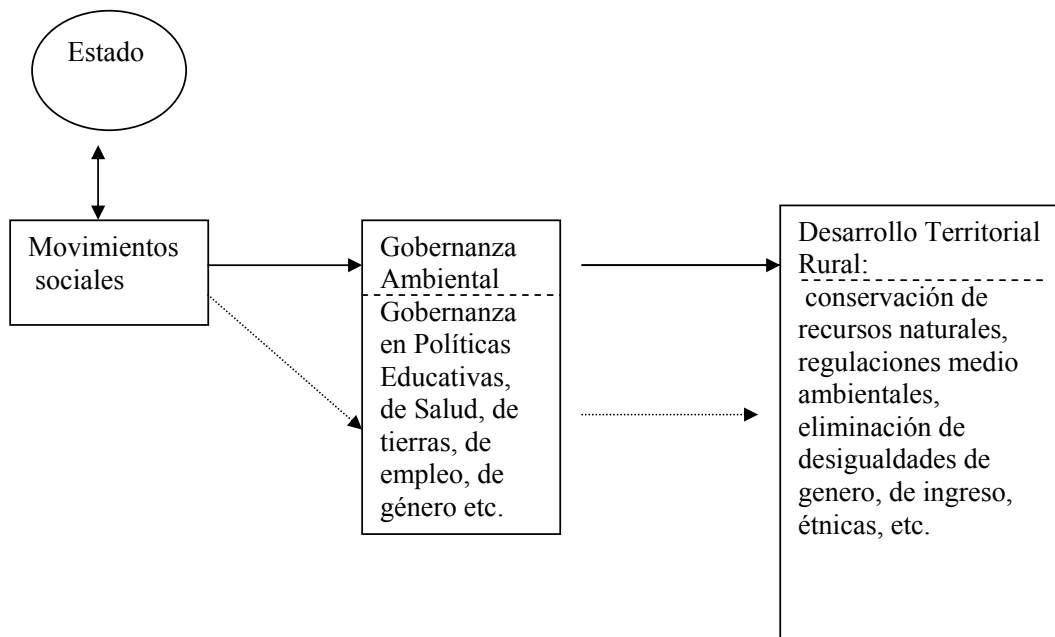 Estado
Movimientos
sociales
Gobernanza
Ambiental
Gobernanza
en Políticas
Educativas,
de Salud, de
tierras, de
empleo, de
género etc.
Desarrollo Territorial
Rural:
conservación de
recursos naturales,
regulaciones medio
ambientales,
eliminación de
desigualdades de
genero, de ingreso,
étnicas, etc.